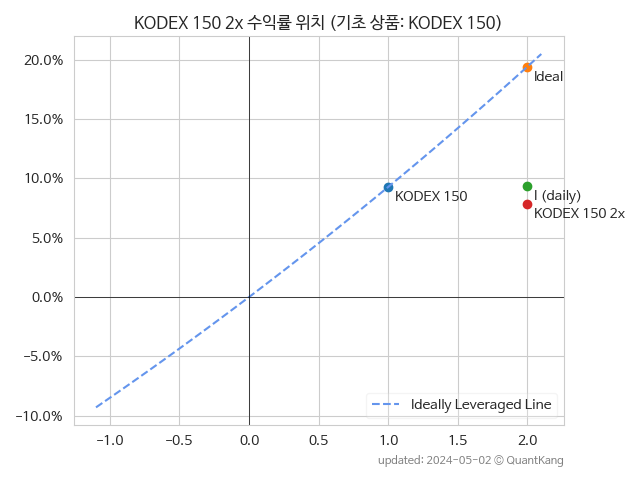 KODEX 150 2x 수익률 위치 (기초 상품: KODEX 150)
20.0%
Ideal
15.0%
10.0%
KODEX 150
I (daily)
KODEX 150 2x
5.0%
0.0%
−5.0%
−10.0%
Ideally Leveraged Line
−1.0
−0.5
0.0
0.5
1.0
1.5
2.0
updated: 2024-05-02 © QuantKang